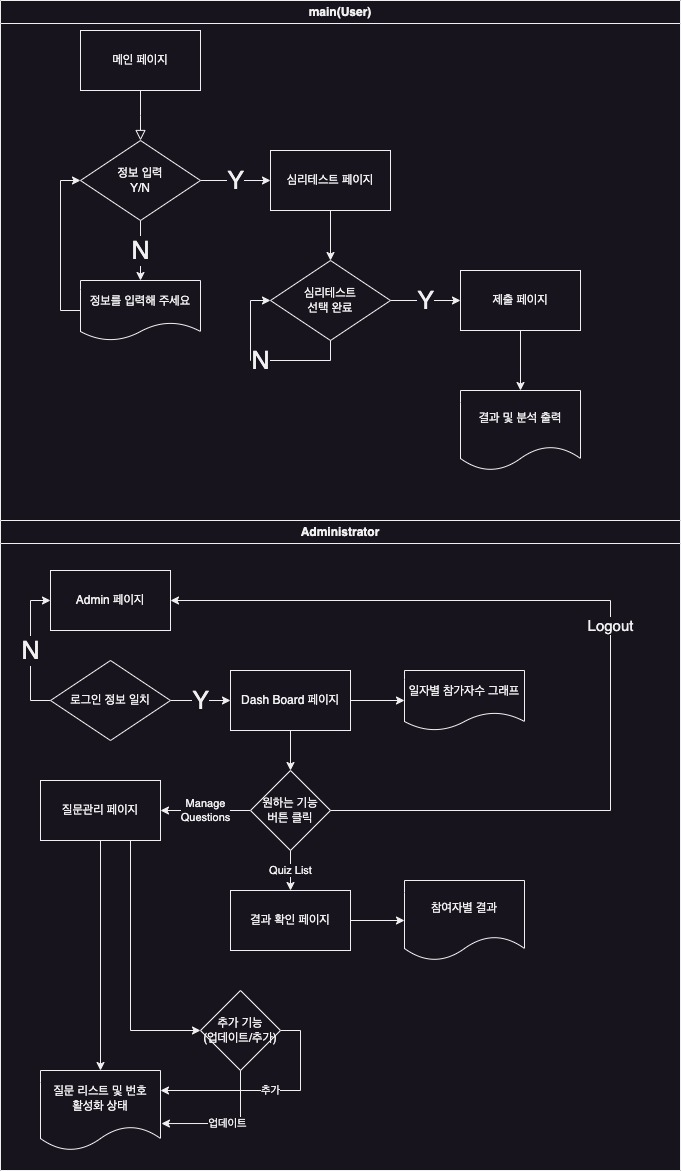 main(User)
메인 페이지
정보 입력
Y/N
Y
심리테스트 페이지
N
정보를 입력해 주세요
심리테스트
선택 완료
Y
제출 페이지
N
결과 및 분석 출력
Administrator
Admin 페이지
Logout
N
로그인 정보 일치
Y
Dash Board 페이지
일자별 참가자수 그래프
질문관리 페이지
Manage
Questions
원하는 기능
버튼 클릭
Quiz List
결과 확인 페이지
참여자별 결과
추가 기능
(업데이트/추가)
질문 리스트 및 번호
활성화 상태
추가
업데이트